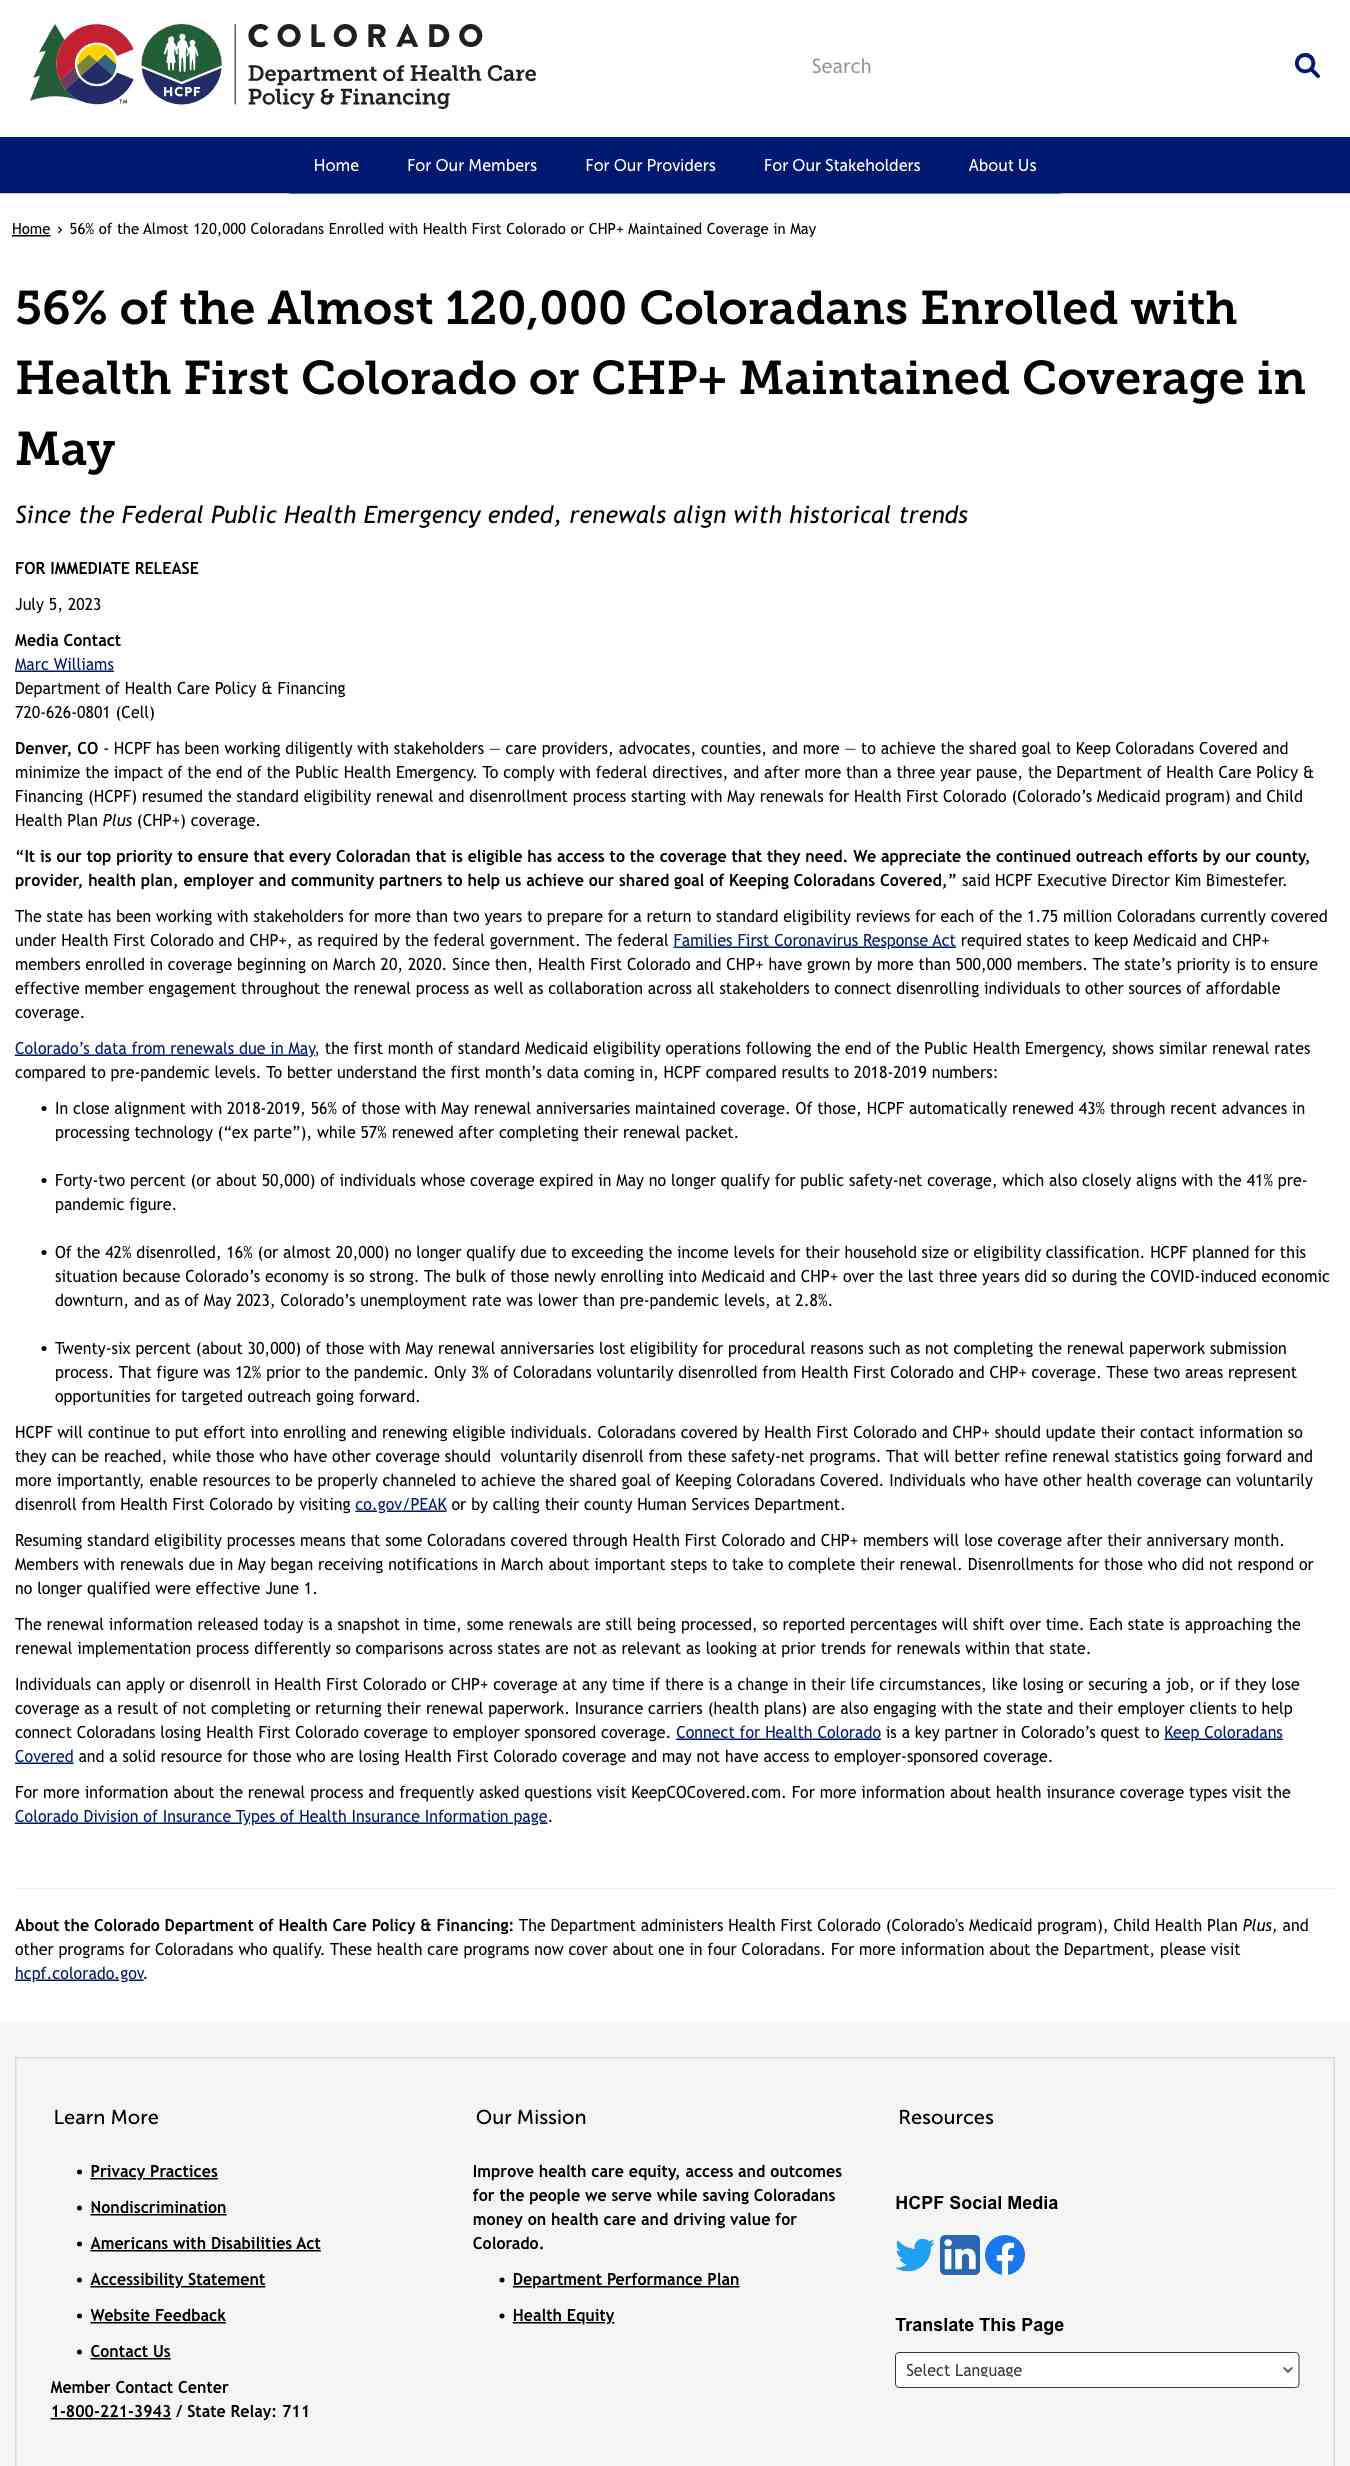 COLORADO
Department of Health Care
Policy & Financing
HCPF
TM
Search
Home
For Our Members
For Our Providers
For Our Stakeholders
About Us
Home › 56% of the Almost 120,000 Coloradans Enrolled with Health First Colorado or CHP+ Maintained Coverage in May
56% of the Almost 120,000 Coloradans Enrolled with
Health First Colorado or CHP+ Maintained Coverage in
May
Since the Federal Public Health Emergency ended, renewals align with historical trends
FOR IMMEDIATE RELEASE
July 5, 2023
Media Contact
Marc Williams
Department of Health Care Policy & Financing
720-626-0801 (Cell)
Denver, CO - HCPF has been working diligently with stakeholders — care providers, advocates, counties, and more — to achieve the shared goal to Keep Coloradans Covered and
minimize the impact of the end of the Public Health Emergency. To comply with federal directives, and after more than a three year pause, the Department of Health Care Policy &
Financing (HCPF) resumed the standard eligibility renewal and disenrollment process starting with May renewals for Health First Colorado (Colorado’s Medicaid program) and Child
Health Plan Plus (CHP+) coverage.
“It is our top priority to ensure that every Coloradan that is eligible has access to the coverage that they need. We appreciate the continued outreach efforts by our county,
provider, health plan, employer and community partners to help us achieve our shared goal of Keeping Coloradans Covered,” said HCPF Executive Director Kim Bimestefer.
The state has been working with stakeholders for more than two years to prepare for a return to standard eligibility reviews for each of the 1.75 million Coloradans currently covered
under Health First Colorado and CHP+, as required by the federal government. The federal Families First Coronavirus Response Act required states to keep Medicaid and CHP+
members enrolled in coverage beginning on March 20, 2020. Since then, Health First Colorado and CHP+ have grown by more than 500,000 members. The state’s priority is to ensure
effective member engagement throughout the renewal process as well as collaboration across all stakeholders to connect disenrolling individuals to other sources of affordable
coverage.
Colorado’s data from renewals due in May, the first month of standard Medicaid eligibility operations following the end of the Public Health Emergency, shows similar renewal rates
compared to pre-pandemic levels. To better understand the first month’s data coming in, HCPF compared results to 2018-2019 numbers:
• In close alignment with 2018-2019, 56% of those with May renewal anniversaries maintained coverage. Of those, HCPF automatically renewed 43% through recent advances in
processing technology (“ex parte”), while 57% renewed after completing their renewal packet.
• Forty-two percent (or about 50,000) of individuals whose coverage expired in May no longer qualify for public safety-net coverage, which also closely aligns with the 41% pre-
pandemic figure.
• Of the 42% disenrolled, 16% (or almost 20,000) no longer qualify due to exceeding the income levels for their household size or eligibility classification. HCPF planned for this
situation because Colorado’s economy is so strong. The bulk of those newly enrolling into Medicaid and CHP+ over the last three years did so during the COVID-induced economic
downturn, and as of May 2023, Colorado’s unemployment rate was lower than pre-pandemic levels, at 2.8%.
• Twenty-six percent (about 30,000) of those with May renewal anniversaries lost eligibility for procedural reasons such as not completing the renewal paperwork submission
process. That figure was 12% prior to the pandemic. Only 3% of Coloradans voluntarily disenrolled from Health First Colorado and CHP+ coverage. These two areas represent
opportunities for targeted outreach going forward.
HCPF will continue to put effort into enrolling and renewing eligible individuals. Coloradans covered by Health First Colorado and CHP+ should update their contact information so
they can be reached, while those who have other coverage should  voluntarily disenroll from these safety-net programs. That will better refine renewal statistics going forward and
more importantly, enable resources to be properly channeled to achieve the shared goal of Keeping Coloradans Covered. Individuals who have other health coverage can voluntarily
disenroll from Health First Colorado by visiting co.gov/PEAK or by calling their county Human Services Department.
Resuming standard eligibility processes means that some Coloradans covered through Health First Colorado and CHP+ members will lose coverage after their anniversary month.
Members with renewals due in May began receiving notifications in March about important steps to take to complete their renewal. Disenrollments for those who did not respond or
no longer qualified were effective June 1.
The renewal information released today is a snapshot in time, some renewals are still being processed, so reported percentages will shift over time. Each state is approaching the
renewal implementation process differently so comparisons across states are not as relevant as looking at prior trends for renewals within that state.
Individuals can apply or disenroll in Health First Colorado or CHP+ coverage at any time if there is a change in their life circumstances, like losing or securing a job, or if they lose
coverage as a result of not completing or returning their renewal paperwork. Insurance carriers (health plans) are also engaging with the state and their employer clients to help
connect Coloradans losing Health First Colorado coverage to employer sponsored coverage. Connect for Health Colorado is a key partner in Colorado’s quest to Keep Coloradans
Covered and a solid resource for those who are losing Health First Colorado coverage and may not have access to employer-sponsored coverage.
For more information about the renewal process and frequently asked questions visit KeepCOCovered.com. For more information about health insurance coverage types visit the
Colorado Division of Insurance Types of Health Insurance Information page.
About the Colorado Department of Health Care Policy & Financing: The Department administers Health First Colorado (Colorado's Medicaid program), Child Health Plan Plus, and
other programs for Coloradans who qualify. These health care programs now cover about one in four Coloradans. For more information about the Department, please visit
hcpf.colorado.gov.
Learn More
• Privacy Practices
• Nondiscrimination
• Americans with Disabilities Act
• Accessibility Statement
• Website Feedback
• Contact Us
Member Contact Center
1-800-221-3943 / State Relay: 711
Our Mission
Improve health care equity, access and outcomes
for the people we serve while saving Coloradans
money on health care and driving value for
Colorado.
• Department Performance Plan
• Health Equity
Resources
HCPF Social Media
in
Translate This Page
Select Language